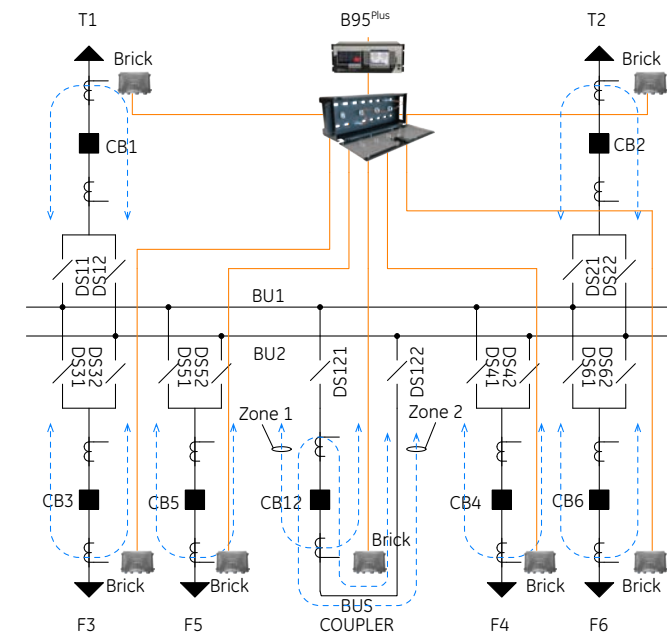 T1
B95Plus
T2
Brick
Brick
CB1
CB2
DS11
DS12
DS21
DS22
BU1
BU2
DS31
DS32
DS51
DS52
DS121
DS122
DS41
DS42
DS61
DS62
Zone 1
Zone 2
CB3
CB5
CB12
CB4
CB6
Brick
Brick
Brick
Brick
Brick
BUS
COUPLER
F3
F5
F4
F6